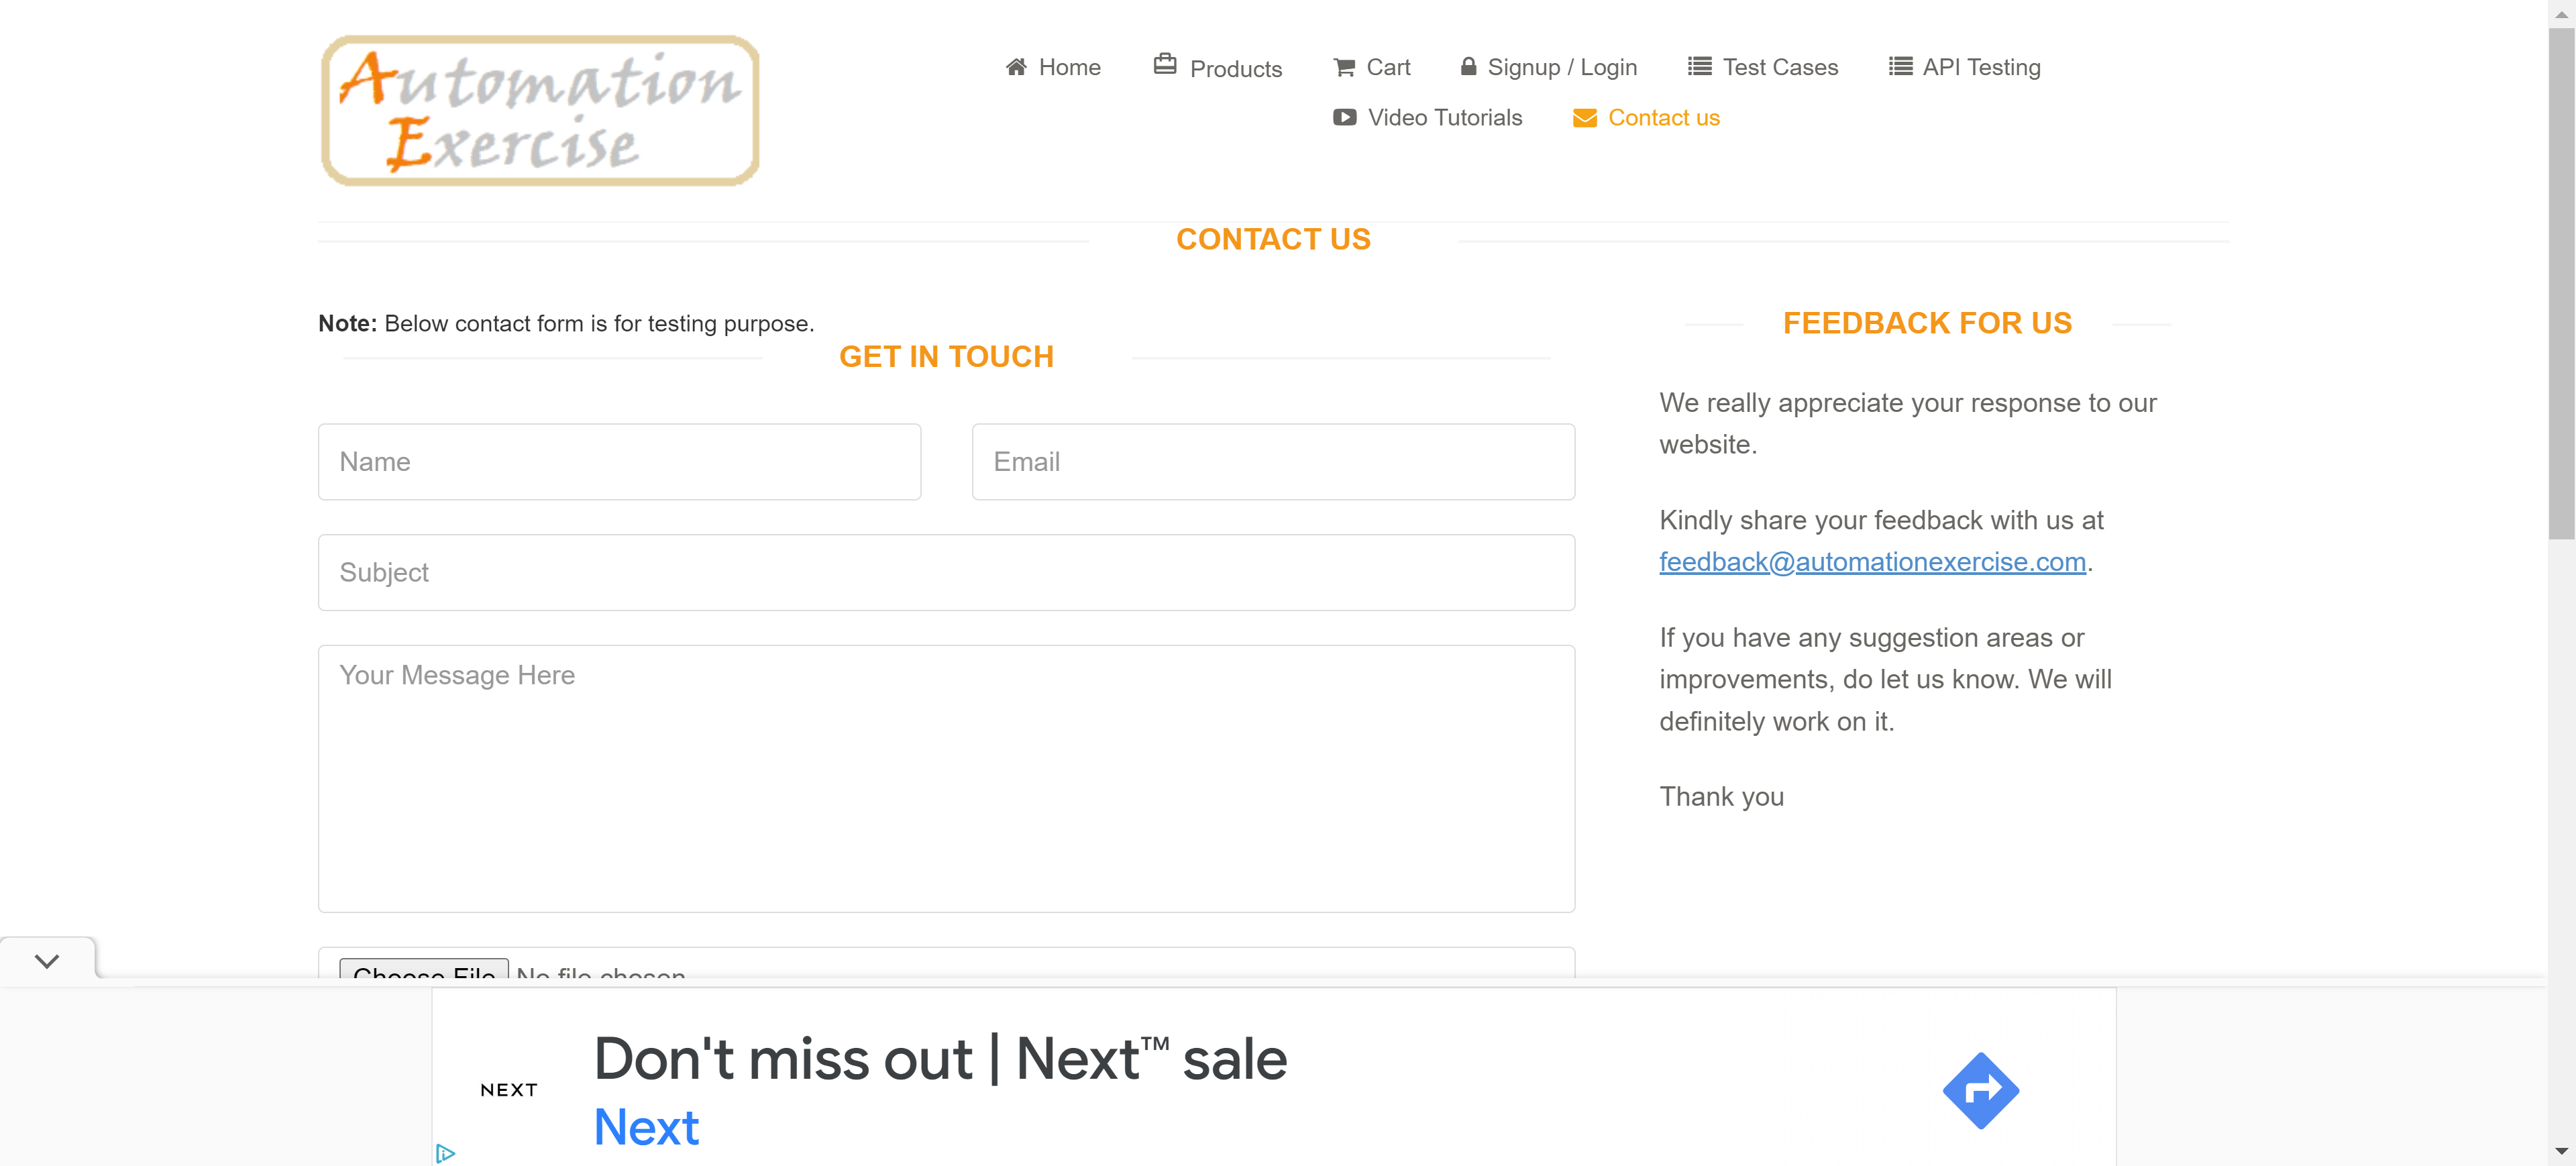 Automation
Exercise
Home
Products
Cart
Signup / Login
Test Cases
API Testing
Video Tutorials
Contact us
CONTACT US
Note: Below contact form is for testing purpose.
GET IN TOUCH
Name
Email
Subject
Your Message Here
Choose File No file chosen
FEEDBACK FOR US
We really appreciate your response to our
website.
Kindly share your feedback with us at
feedback@automationexercise.com.
If you have any suggestion areas or
improvements, do let us know. We will
definitely work on it.
Thank you
NEXT
Don't miss out | Next™ sale
Next